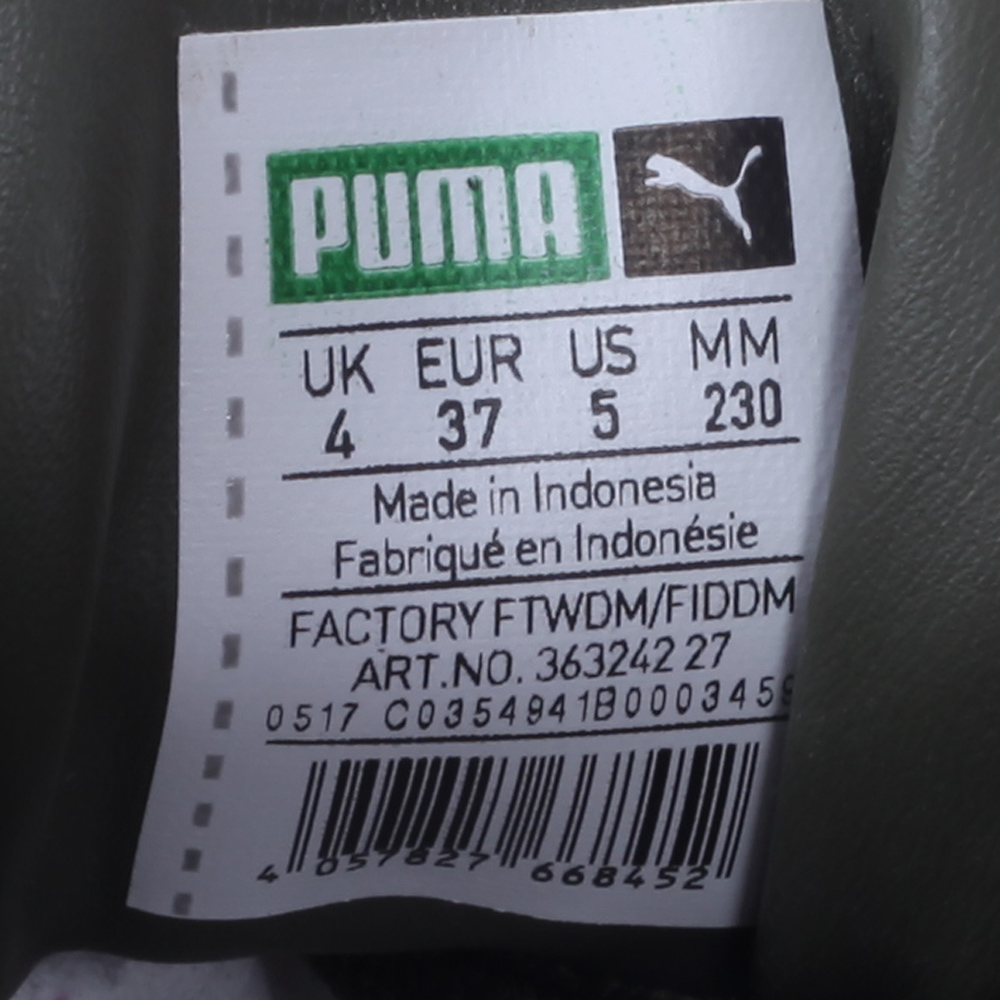 PUMA
UK EUR US MM
4 37 5 230
Made in Indonesia
Fabriqué en Indonésie
FACTORY FTWDM/FIDDM
ART.NO. 363242 27
0517 C0354941B0003459
4 057827 668452